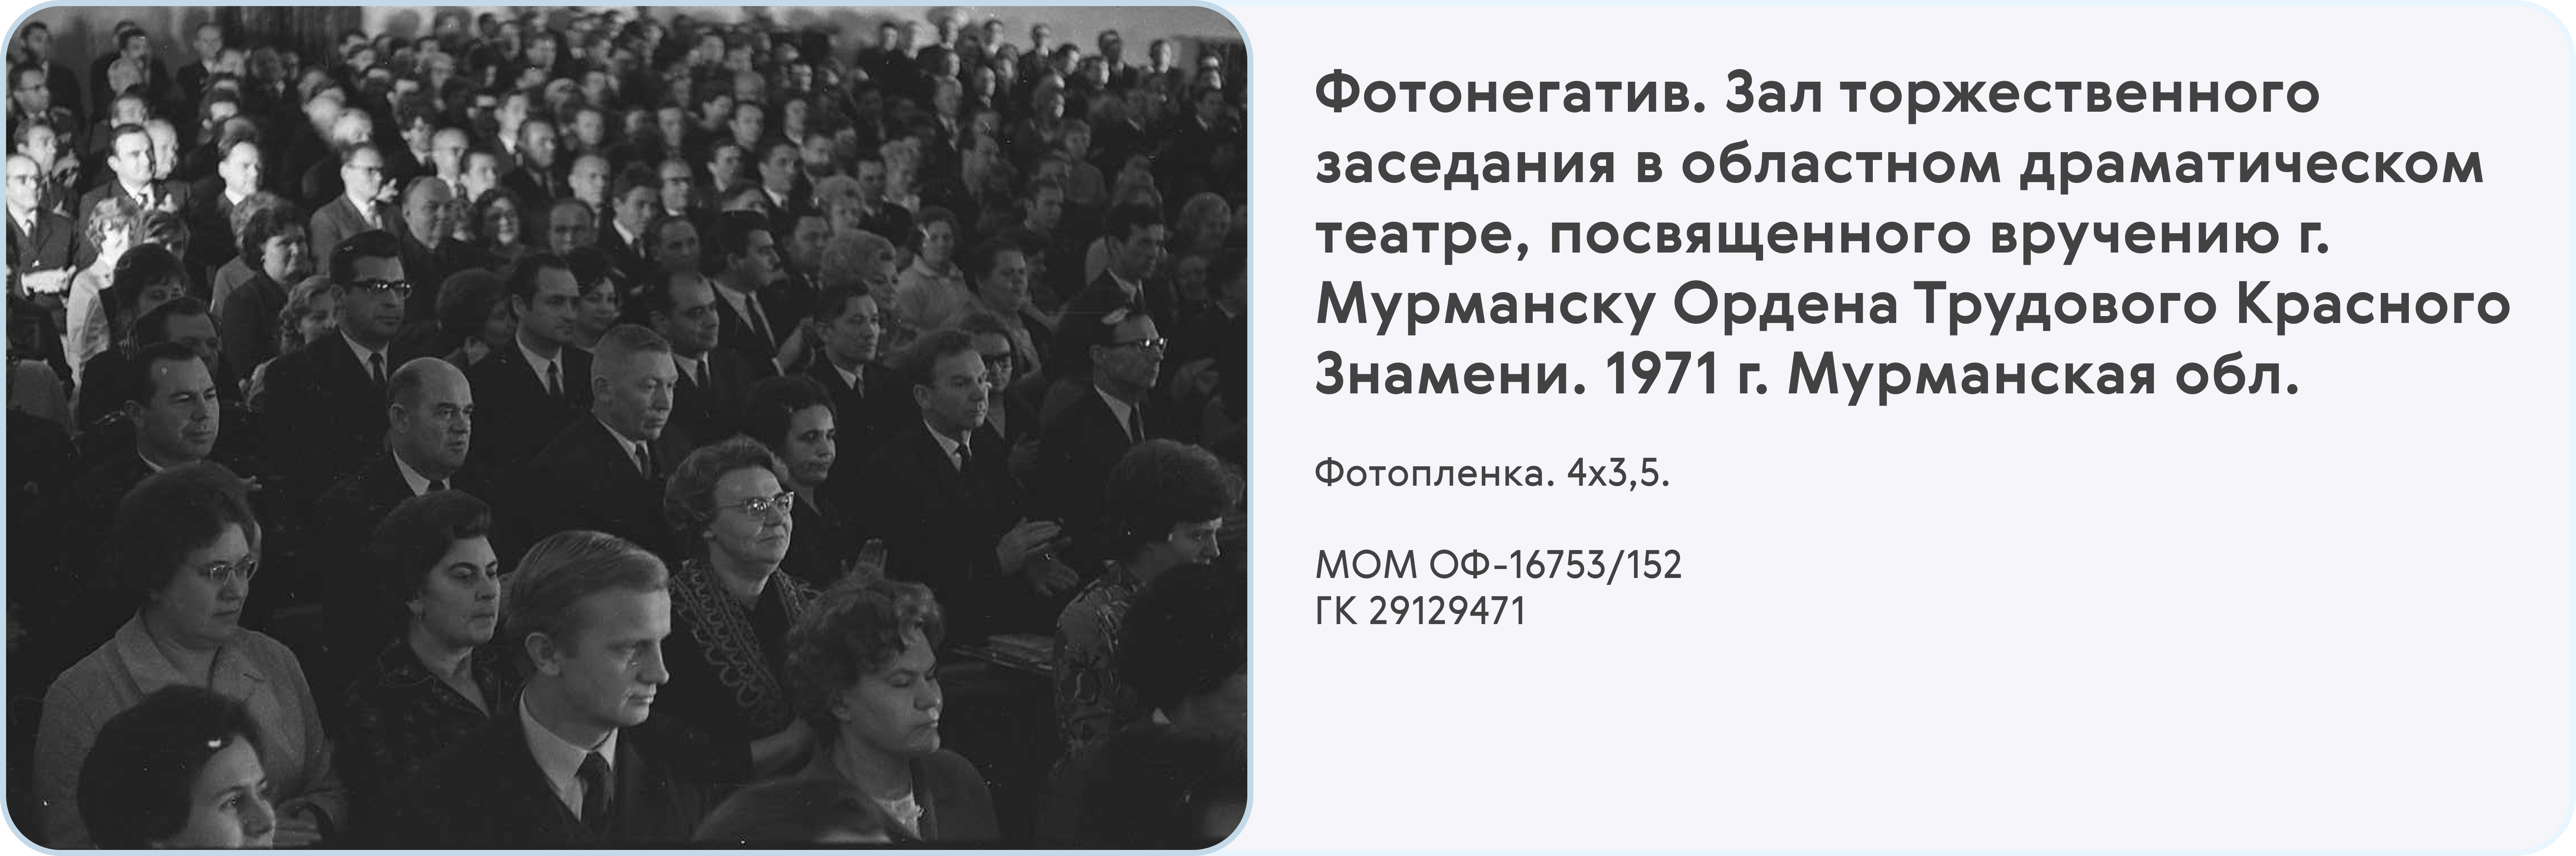 Фотонегатив. Зал торжественного
заседания в областном драматическом
театре, посвященного вручению г.
Мурманску Ордена Трудового Красного
Знамени. 1971 г. Мурманская обл.
Фотопленка. 4х3,5.
МОМ ОФ-16753/152
ГК 29129471